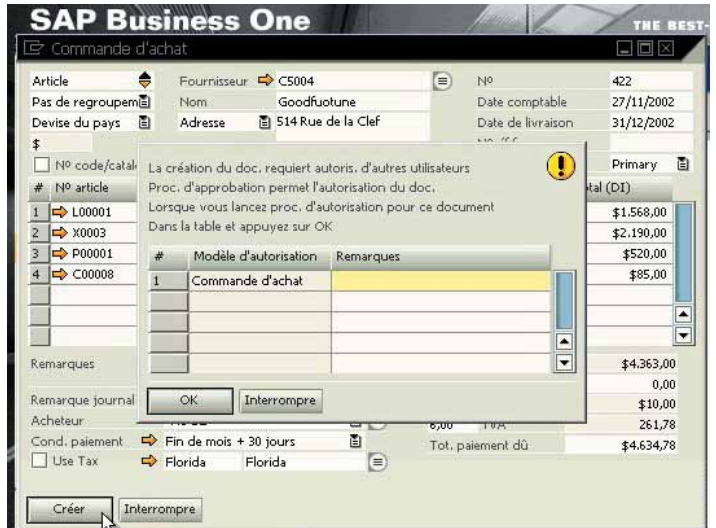 SAP Business One
THE BEST-
Commande d'achat
Article
Fournisseur
C5004
Nº
422
Pas de regroupem
Nom
Goodfuotune
Date comptable
27/11/2002
Devise du pays
Adresse
514 Rue de la Clef
Date de livraison
31/12/2002
$
Nº code/catal
Primary
# Nº article
(DI)
1 L00001
$1.568,00
2 X0003
$2.190,00
3 P00001
$520,00
4 C00008
$85,00
La création du doc. requiert autoris. d'autres utilisateurs
Proc. d'approbation permet l'autorisation du doc.
Lorsque vous lancez proc. d'autorisation pour ce document
Dans la table et appuyez sur OK
# Modèle d'autorisation Remarques
1 Commande d'achat
OK
Interrompre
Remarques
$4.363,00
0,00
Remarque journal
$10,00
Acheteur
6,00
TVA
261,78
Cond. paiement
Fin de mois + 30 jours
Tot. paiement dû
$4.634,78
Use Tax
Florida
Florida
Créer
Interrompre